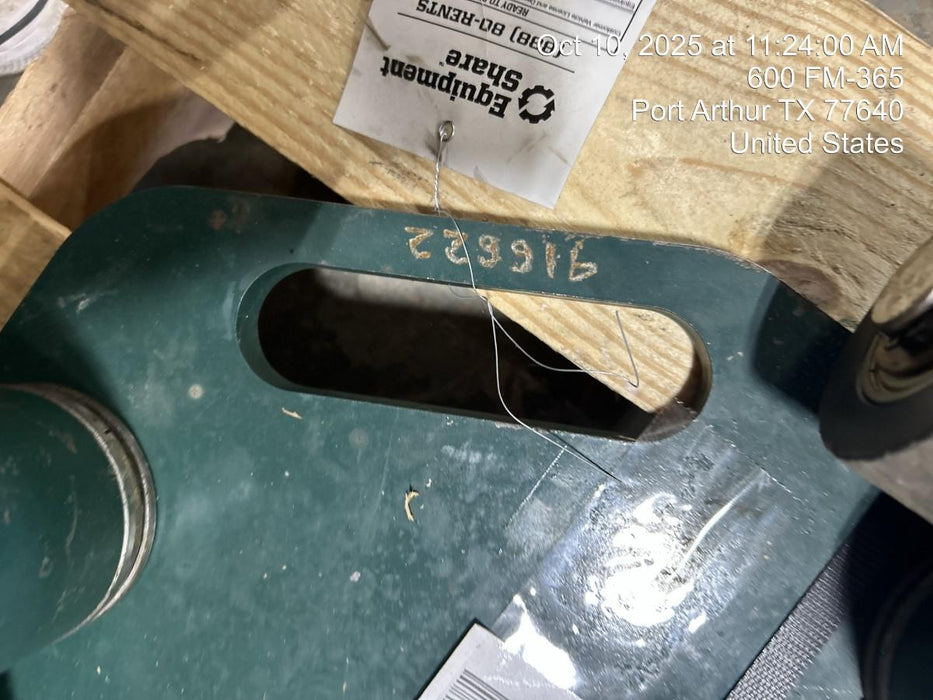 Oct 10, 2025 at 11:24:00 AM
600 FM-365
Port Arthur TX 77640
United States
Equipment
Share
(888) 80-RENTS
READY TO
916622